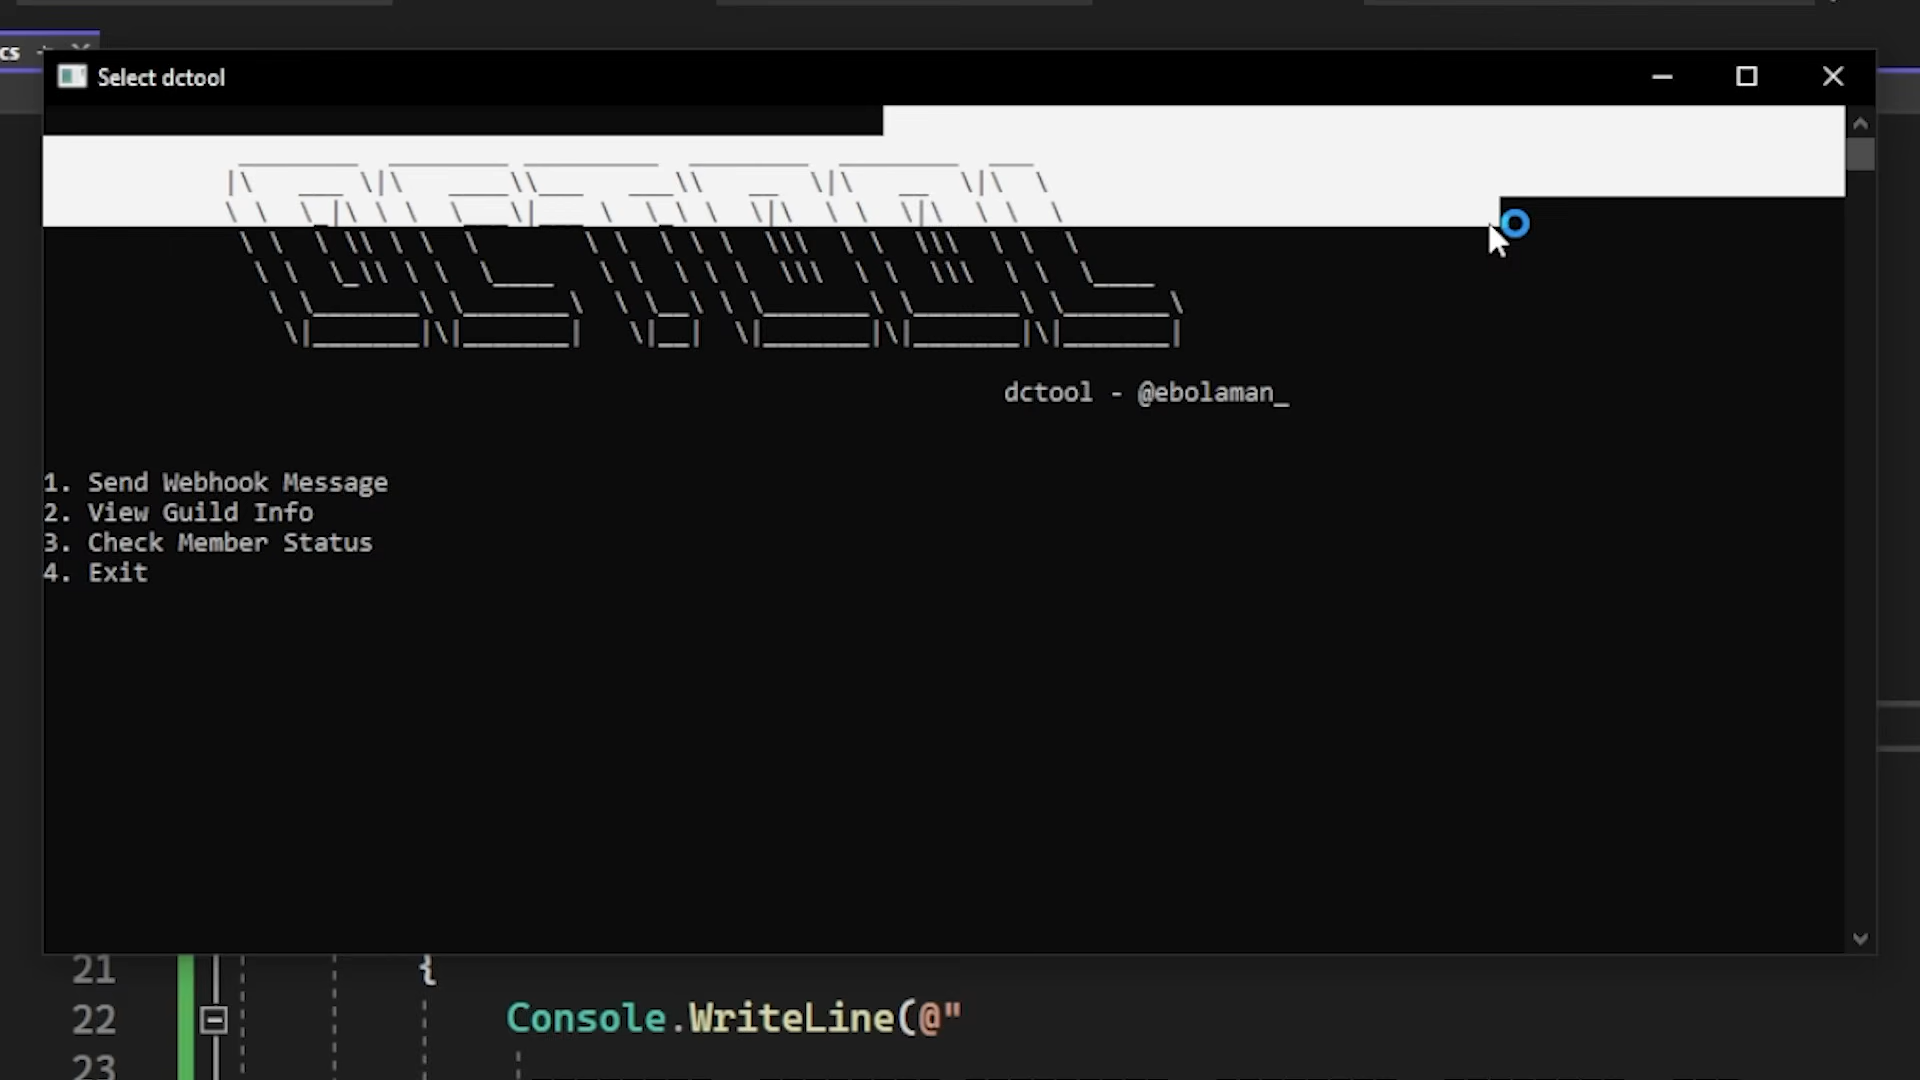 cs
Select dctool
dctool - @ebolaman_
1. Send Webhook Message
2. View Guild Info
3. Check Member Status
4. Exit
21 {
22 Console.WriteLine(@"
23